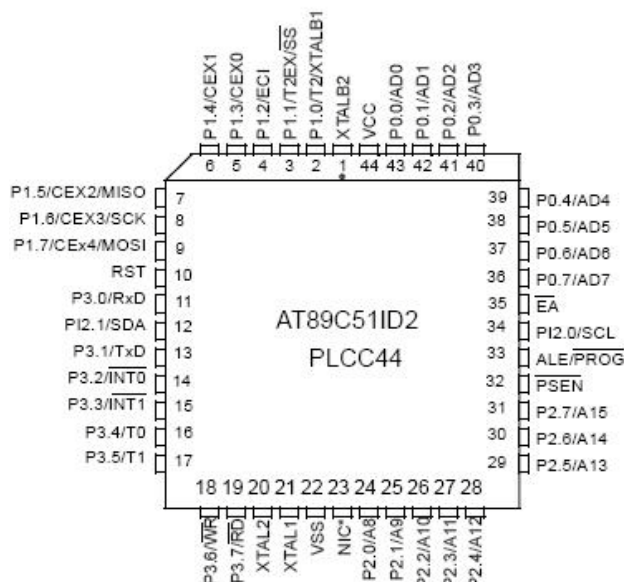 P1.4/CEX1
P1.3/CEX0
P1.2/ECI
P1.1/T2EX/S̅S̅
P1.0/T2/XTALB1
XTALB2
VCC
P0.0/AD0
P0.1/AD1
P0.2/AD2
P0.3/AD3
6 5 4 3 2 1 44 43 42 41 40
P1.5/CEX2/MISO 7
P1.6/CEX3/SCK 8
P1.7/CEx4/MOSI 9
RST 10
P3.0/RxD 11
PI2.1/SDA 12
P3.1/TxD 13
P3.2/I̅N̅T̅0̅ 14
P3.3/I̅N̅T̅1̅ 15
P3.4/T0 16
P3.5/T1 17
AT89C51ID2
PLCC44
39 P0.4/AD4
38 P0.5/AD5
37 P0.6/AD6
36 P0.7/AD7
35 E̅A̅
34 PI2.0/SCL
33 ALE/P̅R̅O̅G̅
32 P̅S̅E̅N̅
31 P2.7/A15
30 P2.6/A14
29 P2.5/A13
18 19 20 21 22 23 24 25 26 27 28
P3.6/W̅R̅
P3.7/R̅D̅
XTAL2
XTAL1
VSS
NIC*
P2.0/A8
P2.1/A9
P2.2/A10
P2.3/A11
P2.4/A12